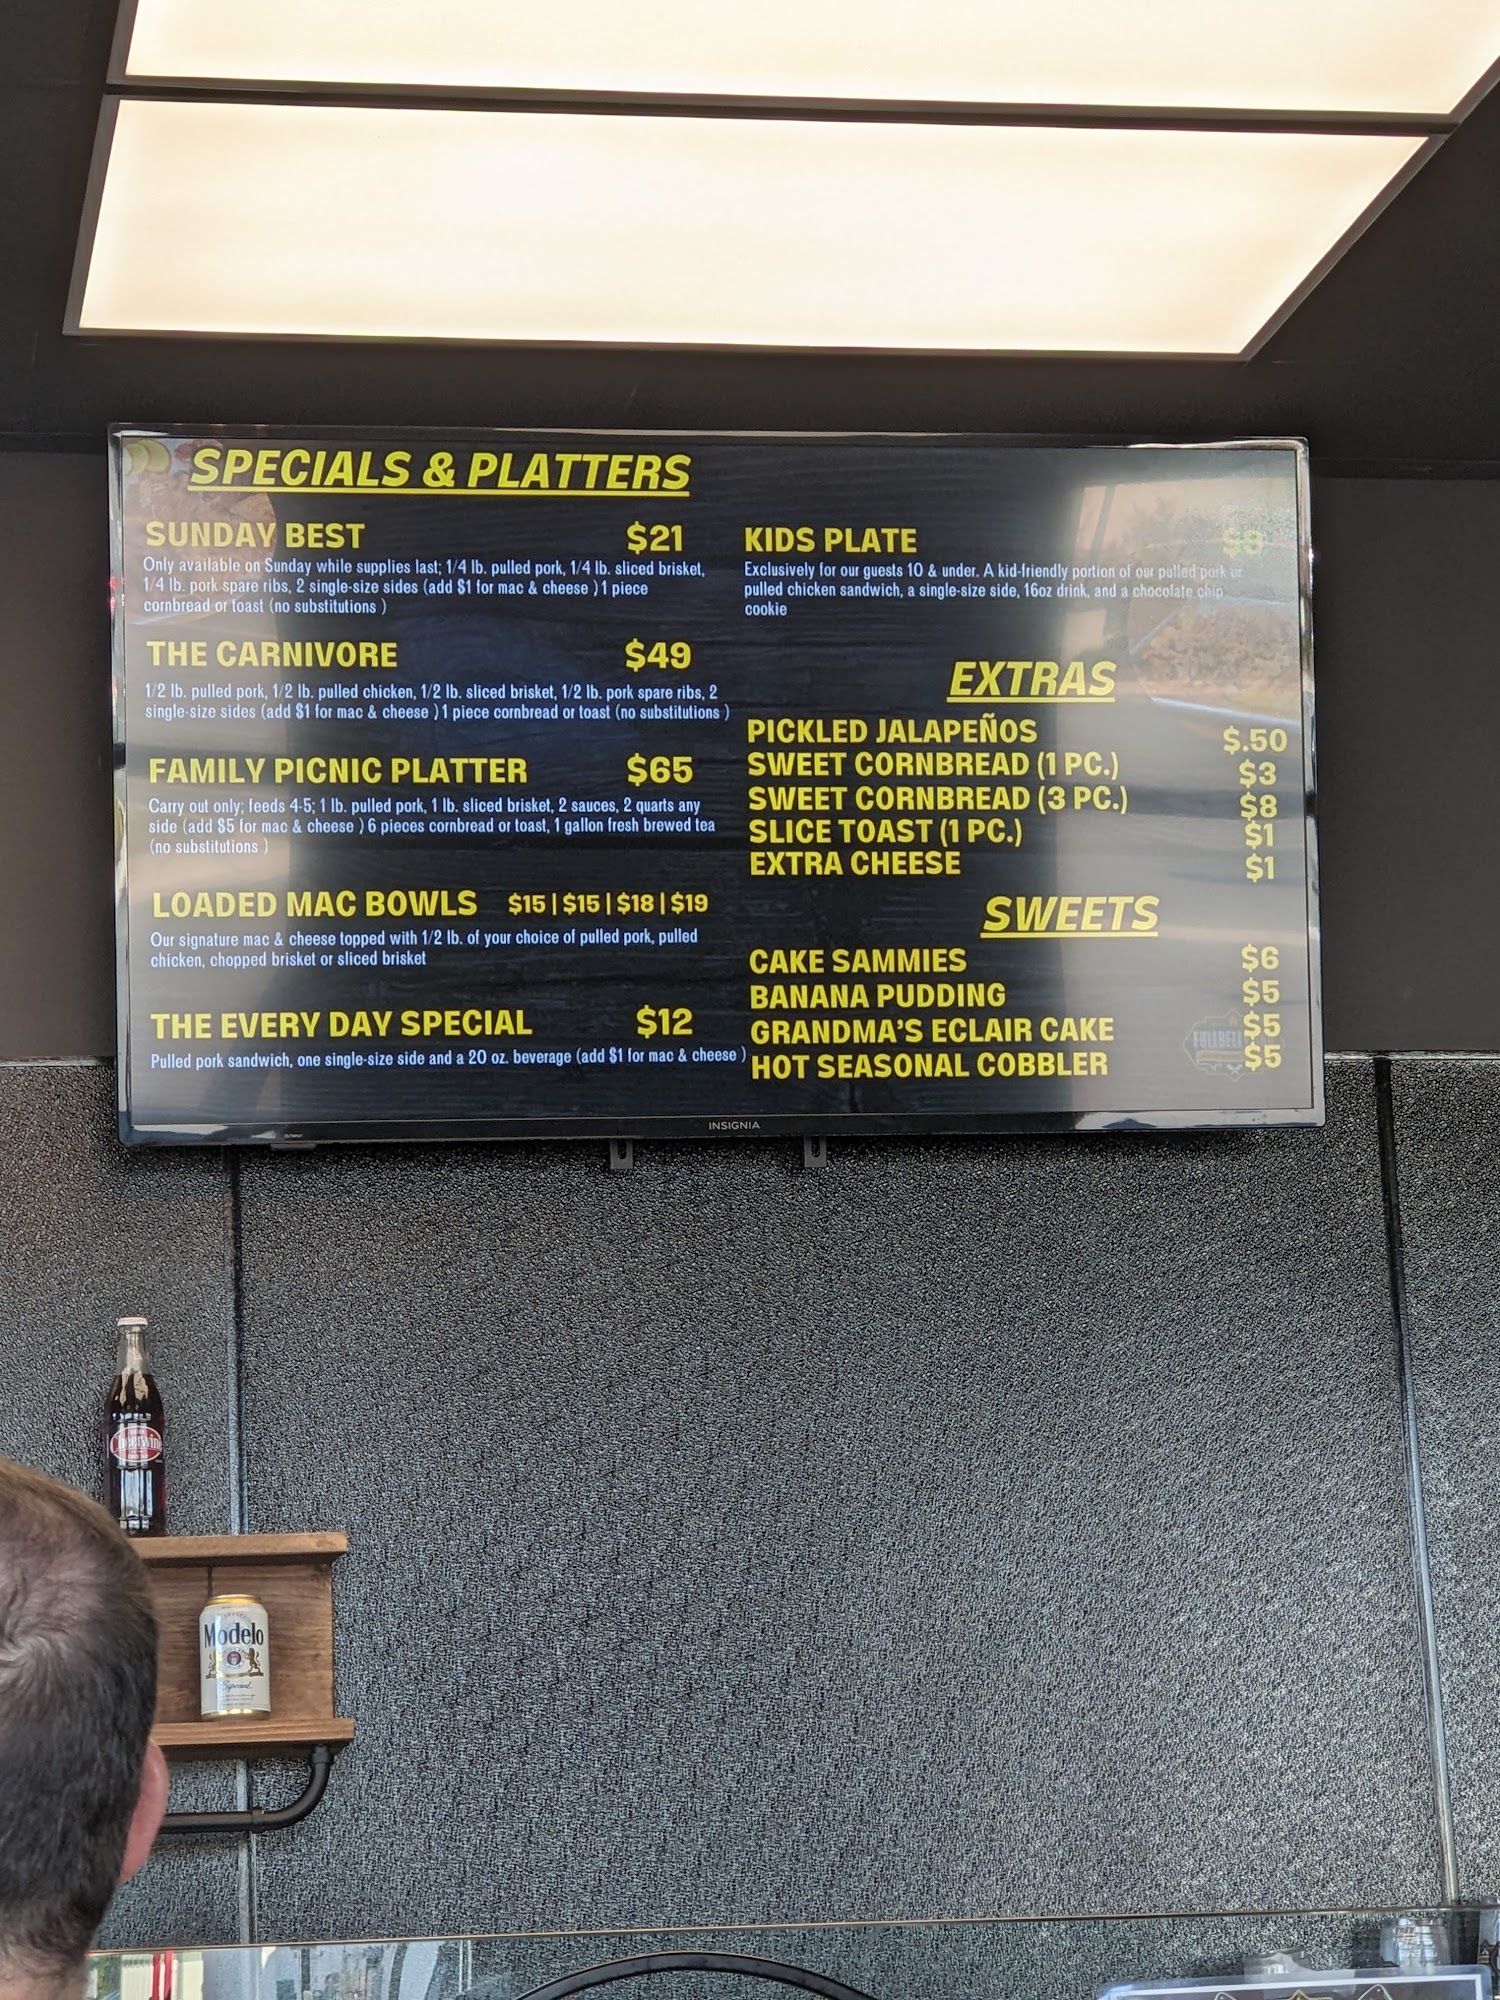 SPECIALS & PLATTERS
SUNDAY BEST $21
Only available on Sunday while supplies last; 1/4 lb. pulled pork, 1/4 lb. sliced brisket,
1/4 lb. pork spare ribs, 2 single-size sides (add $1 for mac & cheese ) 1 piece
cornbread or toast (no substitutions )
THE CARNIVORE $49
1/2 lb. pulled pork, 1/2 lb. pulled chicken, 1/2 lb. sliced brisket, 1/2 lb. pork spare ribs, 2
single-size sides (add $1 for mac & cheese ) 1 piece cornbread or toast (no substitutions )
FAMILY PICNIC PLATTER $65
Carry out only; feeds 4-5; 1 lb. pulled pork, 1 lb. sliced brisket, 2 sauces, 2 quarts any
side (add $5 for mac & cheese ) 6 pieces cornbread or toast, 1 gallon fresh brewed tea
(no substitutions )
LOADED MAC BOWLS $15 | $15 | $18 | $19
Our signature mac & cheese topped with 1/2 lb. of your choice of pulled pork, pulled
chicken, chopped brisket or sliced brisket
THE EVERY DAY SPECIAL $12
Pulled pork sandwich, one single-size side and a 20 oz. beverage (add $1 for mac & cheese )
KIDS PLATE $8
Exclusively for our guests 10 & under. A kid-friendly portion of our pulled pork or
pulled chicken sandwich, a single-size side, 16oz drink, and a chocolate chip
cookie
EXTRAS
PICKLED JALAPEÑOS $.50
SWEET CORNBREAD (1 PC.) $3
SWEET CORNBREAD (3 PC.) $8
SLICE TOAST (1 PC.) $1
EXTRA CHEESE $1
SWEETS
CAKE SAMMIES $6
BANANA PUDDING $5
GRANDMA'S ECLAIR CAKE $5
HOT SEASONAL COBBLER $5
FULLBELLY
INSIGNIA
Cheerwine
Modelo
Especial